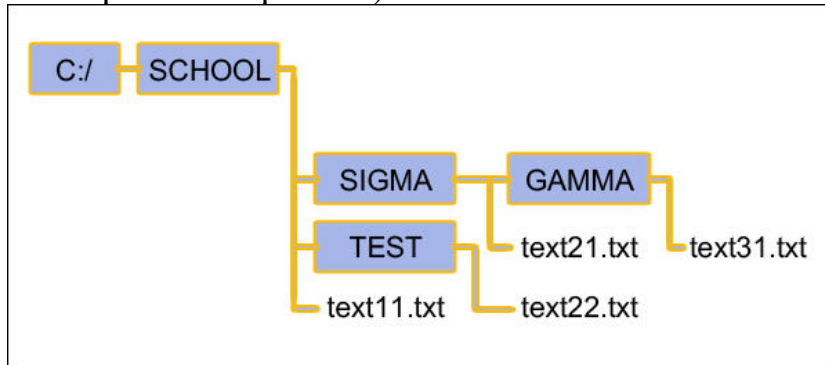 C:/ SCHOOL
SIGMA GAMMA
TEST text21.txt text31.txt
text11.txt text22.txt